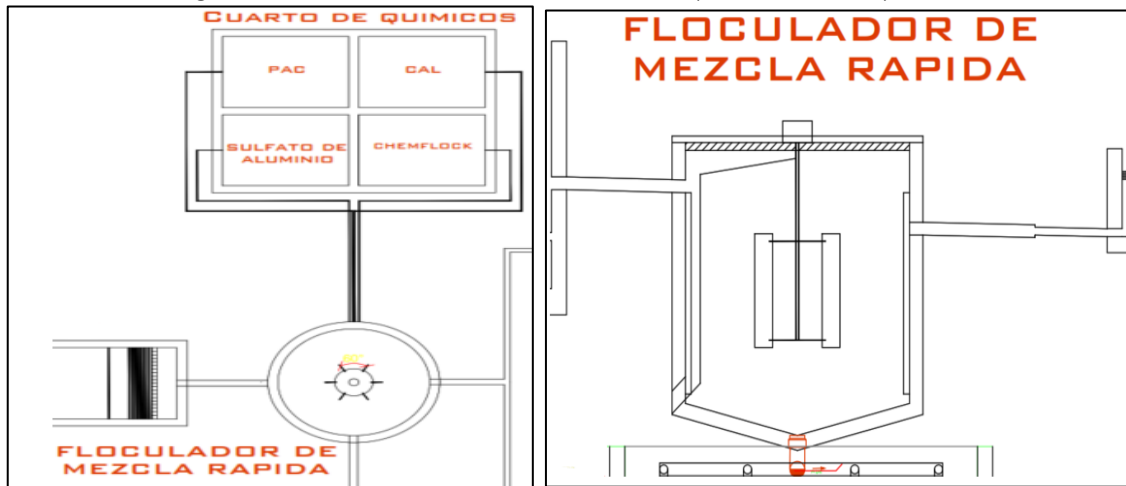 CUARTO DE QUIMICOS
PAC
CAL
SULFATO DE
ALUMINIO
CHEMFLOCK
FLOCULADOR DE
MEZCLA RAPIDA
FLOCULADOR DE
MEZCLA RAPIDA